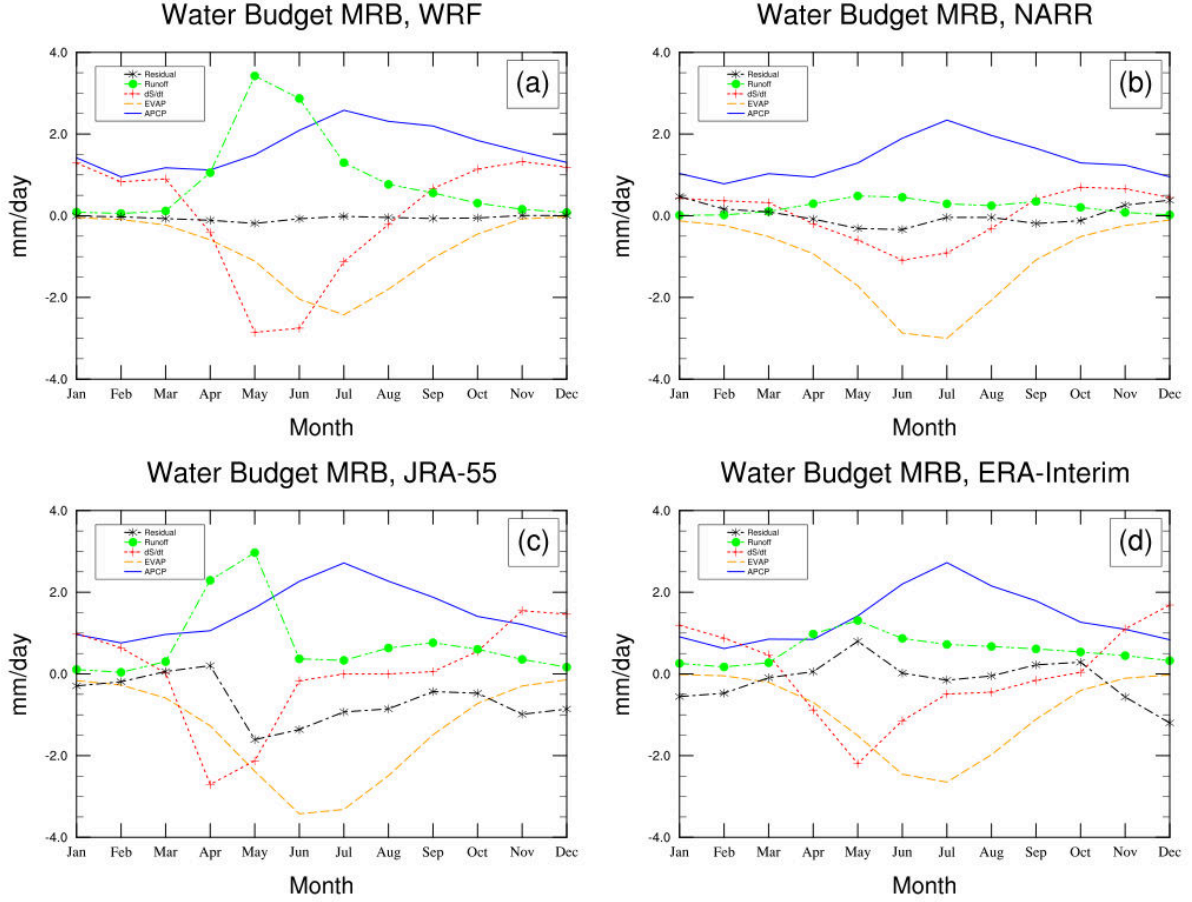 Water Budget MRB, WRF
(a)
Residual
Runoff
dS/dt
EVAP
APCP
4.0
2.0
0.0
-2.0
-4.0
mm/day
Jan Feb Mar Apr May Jun Jul Aug Sep Oct Nov Dec
Month
Water Budget MRB, NARR
(b)
Residual
Runoff
dS/dt
EVAP
APCP
4.0
2.0
0.0
-2.0
-4.0
mm/day
Jan Feb Mar Apr May Jun Jul Aug Sep Oct Nov Dec
Month
Water Budget MRB, JRA-55
(c)
Residual
Runoff
dS/dt
EVAP
APCP
4.0
2.0
0.0
-2.0
-4.0
mm/day
Jan Feb Mar Apr May Jun Jul Aug Sep Oct Nov Dec
Month
Water Budget MRB, ERA-Interim
(d)
Residual
Runoff
dS/dt
EVAP
APCP
4.0
2.0
0.0
-2.0
-4.0
mm/day
Jan Feb Mar Apr May Jun Jul Aug Sep Oct Nov Dec
Month